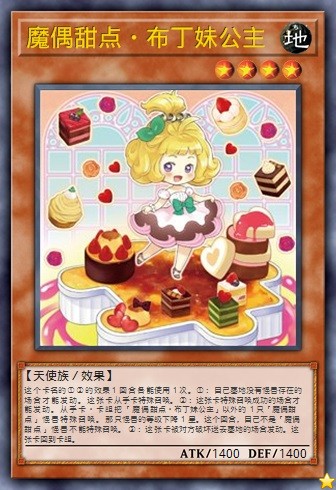 魔偶甜点·布丁妹公主
地
【天使族／效果】
这个卡名的①②的效果1回合各能使用1次。①：自己墓地没有怪兽存在的
场合才能发动。这张卡从手卡特殊召唤。②：这张卡特殊召唤成功的场合才
能发动。从手卡·卡组把「魔偶甜点·布丁妹公主」以外的1只「魔偶甜
点」怪兽特殊召唤。那只怪兽的等级下降1星。这个回合，自己不是「魔偶
甜点」怪兽不能特殊召唤。③：这张卡被对方破坏送去墓地的场合发动。这
张卡回到卡组。
ATK/1400 DEF/1400